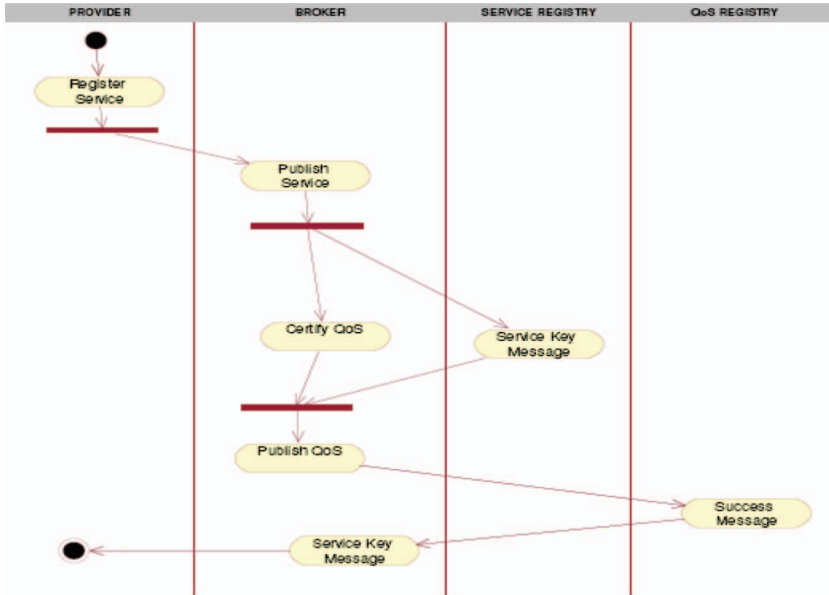 PROVIDER
BROKER
SERVICE REGISTRY
QoS REGISTRY
Register
Service
Publish
Service
Certify QoS
Service Key
Message
Publish QoS
Success
Message
Service Key
Message